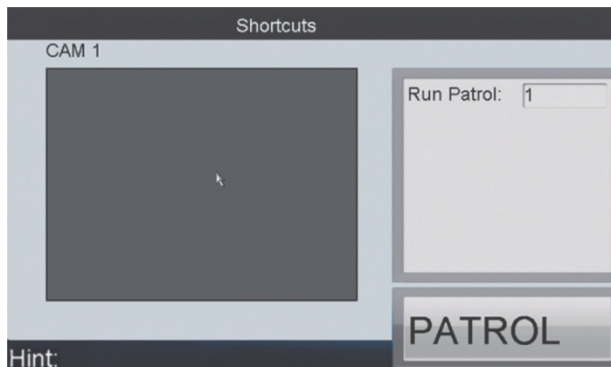 Shortcuts
CAM 1
Run Patrol: 1
PATROL
Hint: